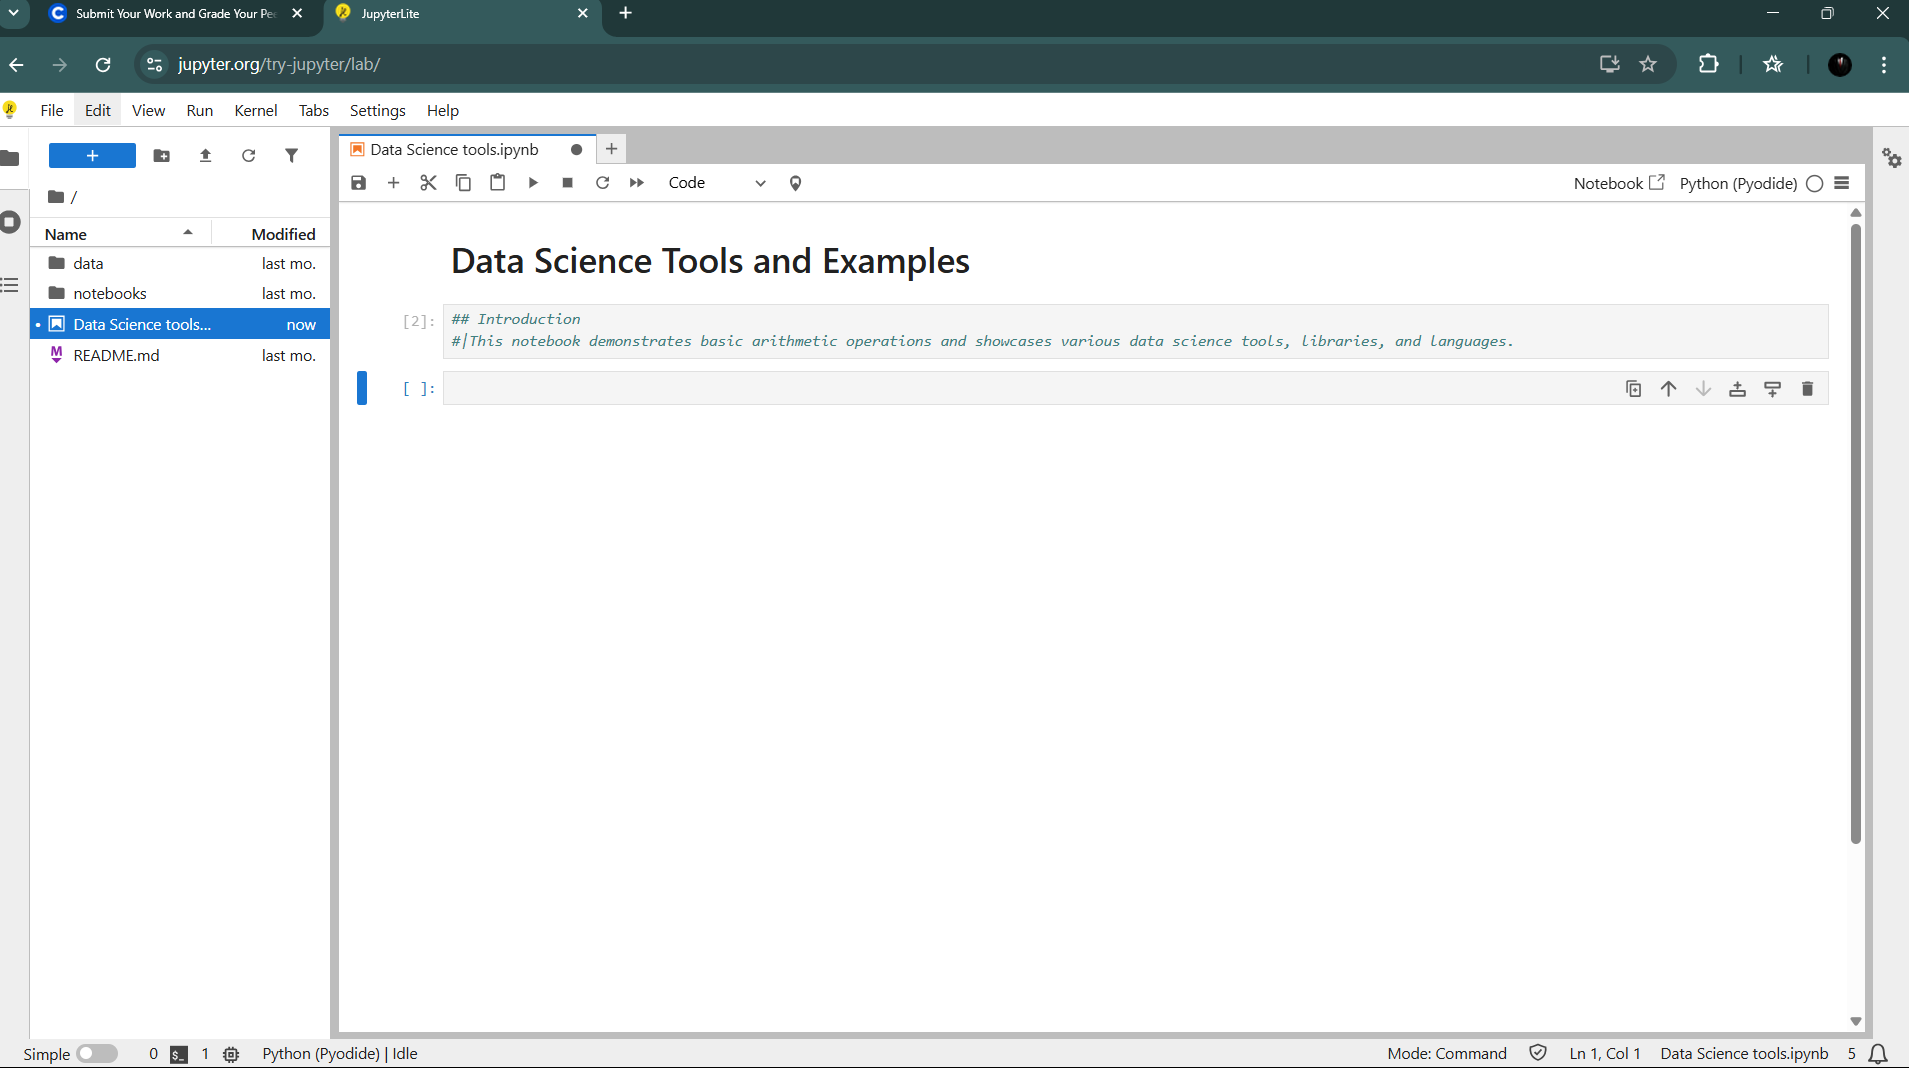 Submit Your Work and Grade Your Pe
JupyterLite
jupyter.org/try-jupyter/lab/
File Edit View Run Kernel Tabs Settings Help
Data Science tools.ipynb
Code
Notebook
Python (Pyodide)
/
Name Modified
data last mo.
notebooks last mo.
Data Science tools... now
README.md last mo.
Data Science Tools and Examples
[2]:
## Introduction
#|This notebook demonstrates basic arithmetic operations and showcases various data science tools, libraries, and languages.
[ ]:
Simple 0 $_ 1 Python (Pyodide) | Idle Mode: Command Ln 1, Col 1 Data Science tools.ipynb 5